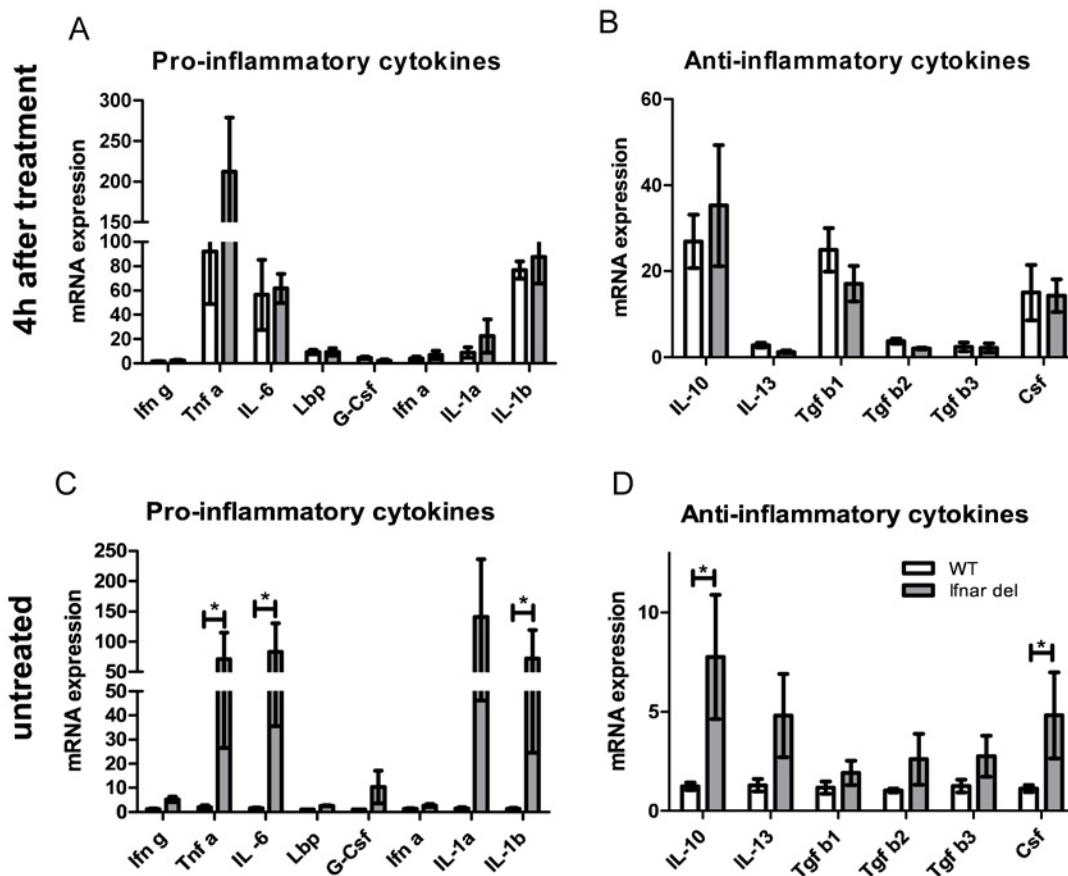 A
Pro-inflammatory cytokines
4h after treatment
mRNA expression
300
250
200
150
100
80
60
40
20
0
Ifn g
Tnf a
IL -6
Lbp
G-Csf
Ifn a
IL-1a
IL-1b
B
Anti-inflammatory cytokines
mRNA expression
60
40
20
0
IL-10
IL-13
Tgf b1
Tgf b2
Tgf b3
Csf
C
Pro-inflammatory cytokines
untreated
mRNA expression
250
200
150
100
50
50
40
30
20
10
0
*
*
*
Ifn g
Tnf a
IL -6
Lbp
G-Csf
Ifn a
IL-1a
IL-1b
D
Anti-inflammatory cytokines
WT
Ifnar del
mRNA expression
10
5
0
*
*
IL-10
IL-13
Tgf b1
Tgf b2
Tgf b3
Csf